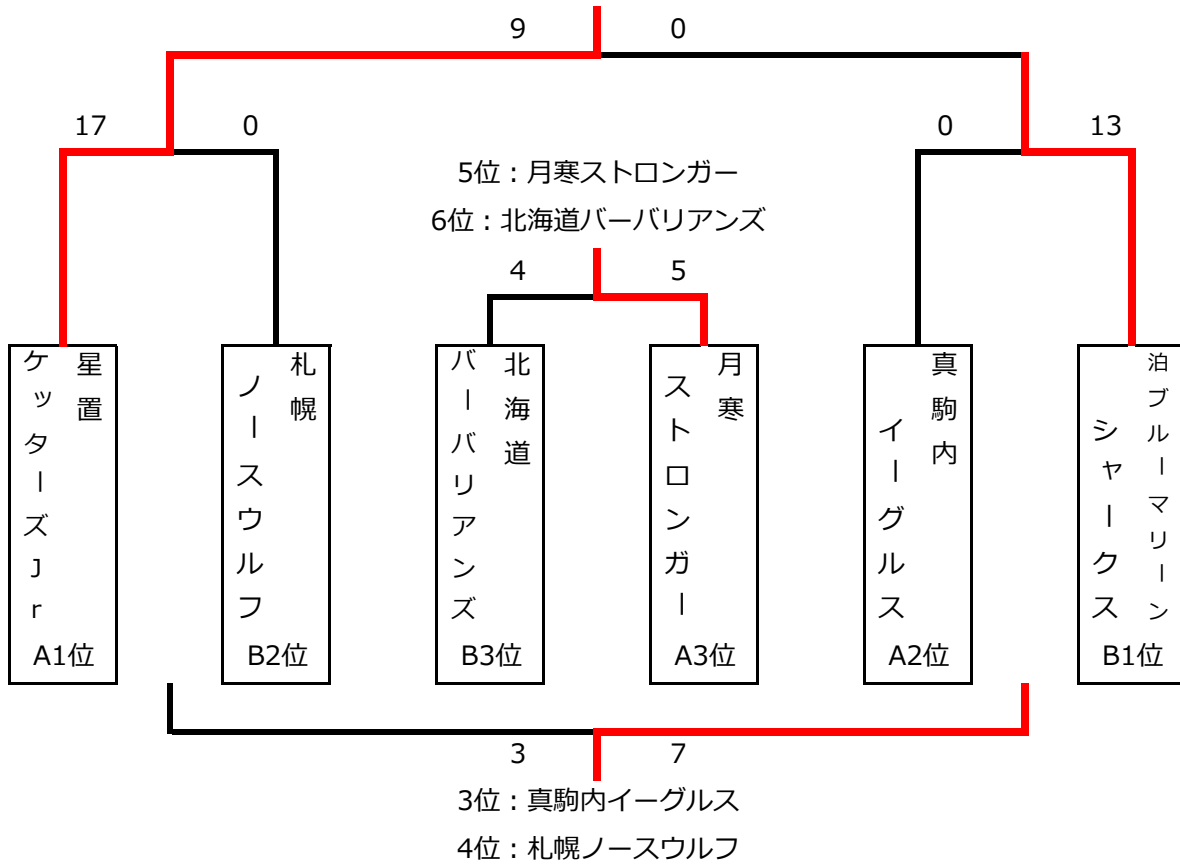 9 0
17 0
0 13
5位：月寒ストロンガー
6位：北海道バーバリアンズ
4 5
星置
ケッターズJr
A1位
札幌
ノースウルフ
B2位
北海道
バーバリアンズ
B3位
月寒
ストロンガー
A3位
真駒内
イーグルス
A2位
泊ブルーマリーン
シャークス
B1位
3 7
3位：真駒内イーグルス
4位：札幌ノースウルフ